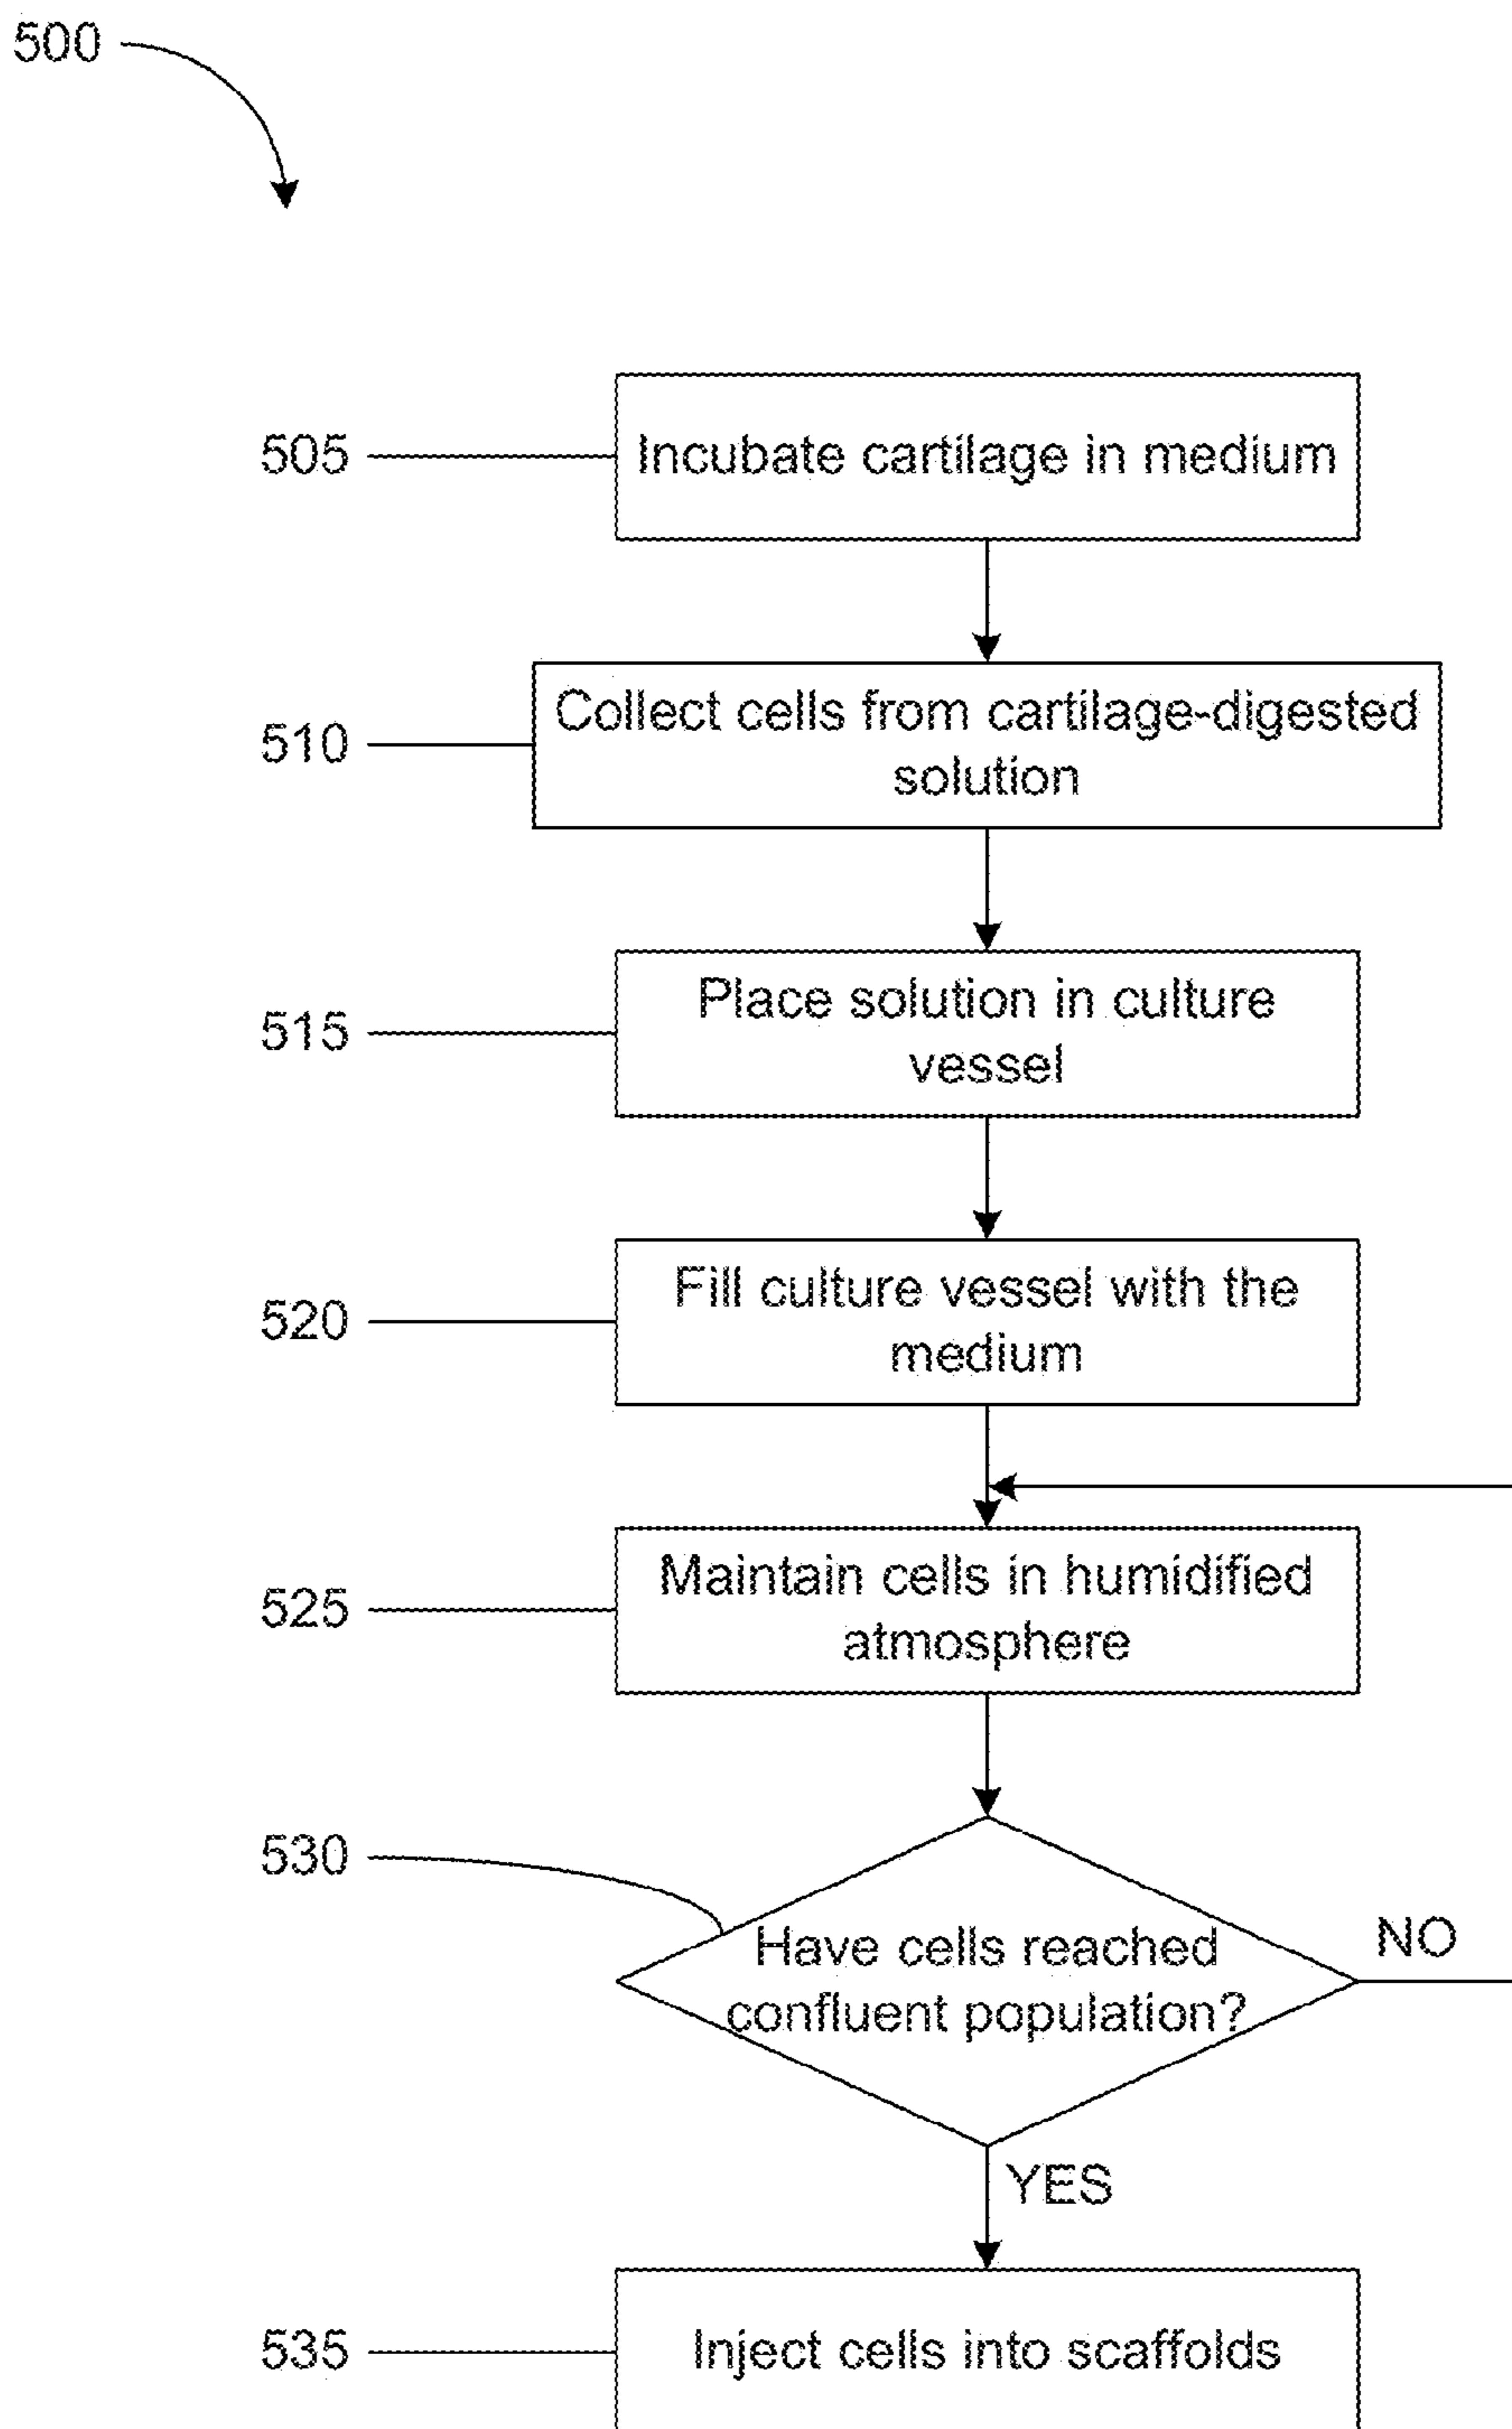 500
505
Incubate cartilage in medium
510
Collect cells from cartilage-digested
solution
515
Place solution in culture
vessel
520
Fill culture vessel with the
medium
525
Maintain cells in humidified
atmosphere
530
Have cells reached
confluent population?
NO
YES
535
Inject cells into scaffolds